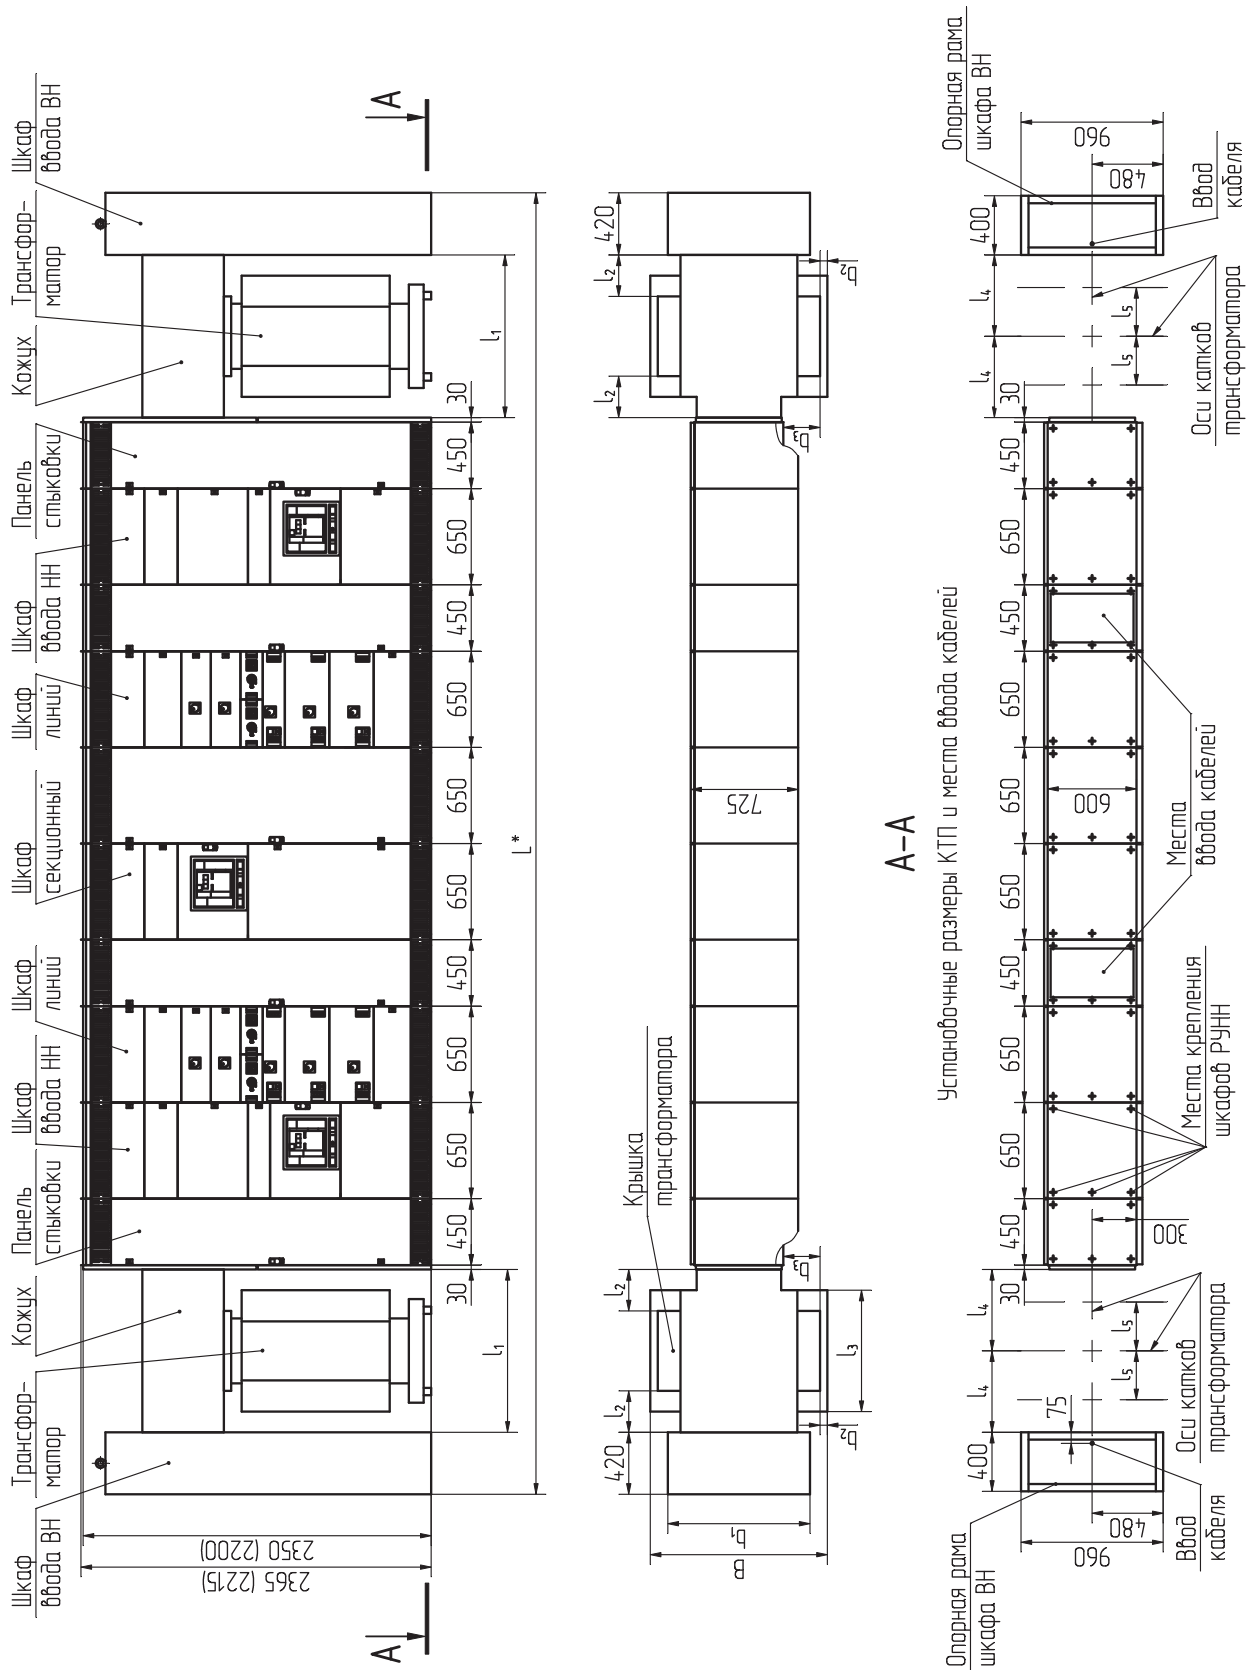 Шкаф
ввода ВН
Трансфор-
матор
Кожух
Панель
стыковки
Шкаф
ввода НН
Шкаф
линий
Шкаф
секционный
Шкаф
линий
Шкаф
ввода НН
Панель
стыковки
Кожух
Трансфор-
матор
Шкаф
ввода ВН
2365 (2215)
2350 (2200)
А
А
l₁
30
450
650
650
450
650
650
650
450
650
450
30
l₁
L*
Крышка
трансформатора
B
b₁
420
l₂
l₂
b₂
l₃
b₃
725
b₃
l₂
l₂
420
b₂
А-А
Установочные размеры КТП и места ввода кабелей
Опорная рама
шкафа ВН
960
480
400
75
l₄
l₄
l₅
l₅
30
450
650
650
450
650
650
650
450
650
450
30
l₄
l₄
l₅
l₅
400
960
480
300
600
Ввод
кабеля
Оси катков
трансформатора
Места крепления
шкафов РУНН
Места
ввода кабелей
Оси катков
трансформатора
Ввод
кабеля
Опорная рама
шкафа ВН